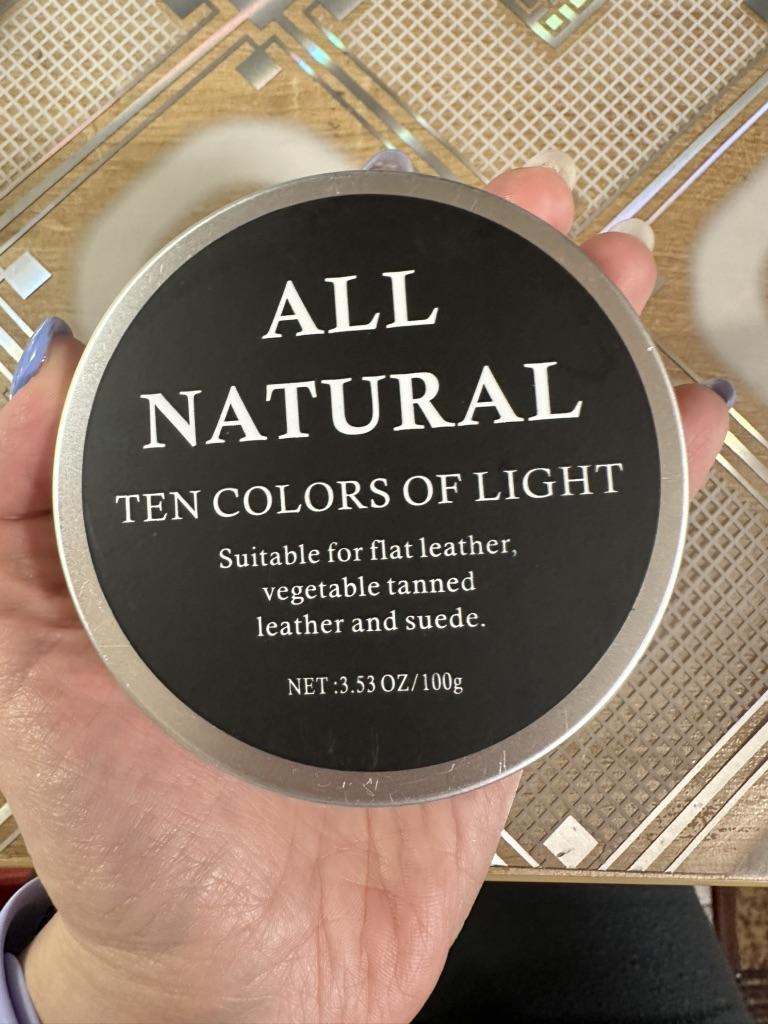 ALL
NATURAL
TEN COLORS OF LIGHT
Suitable for flat leather,
vegetable tanned
leather and suede.
NET :3.53 OZ/100g